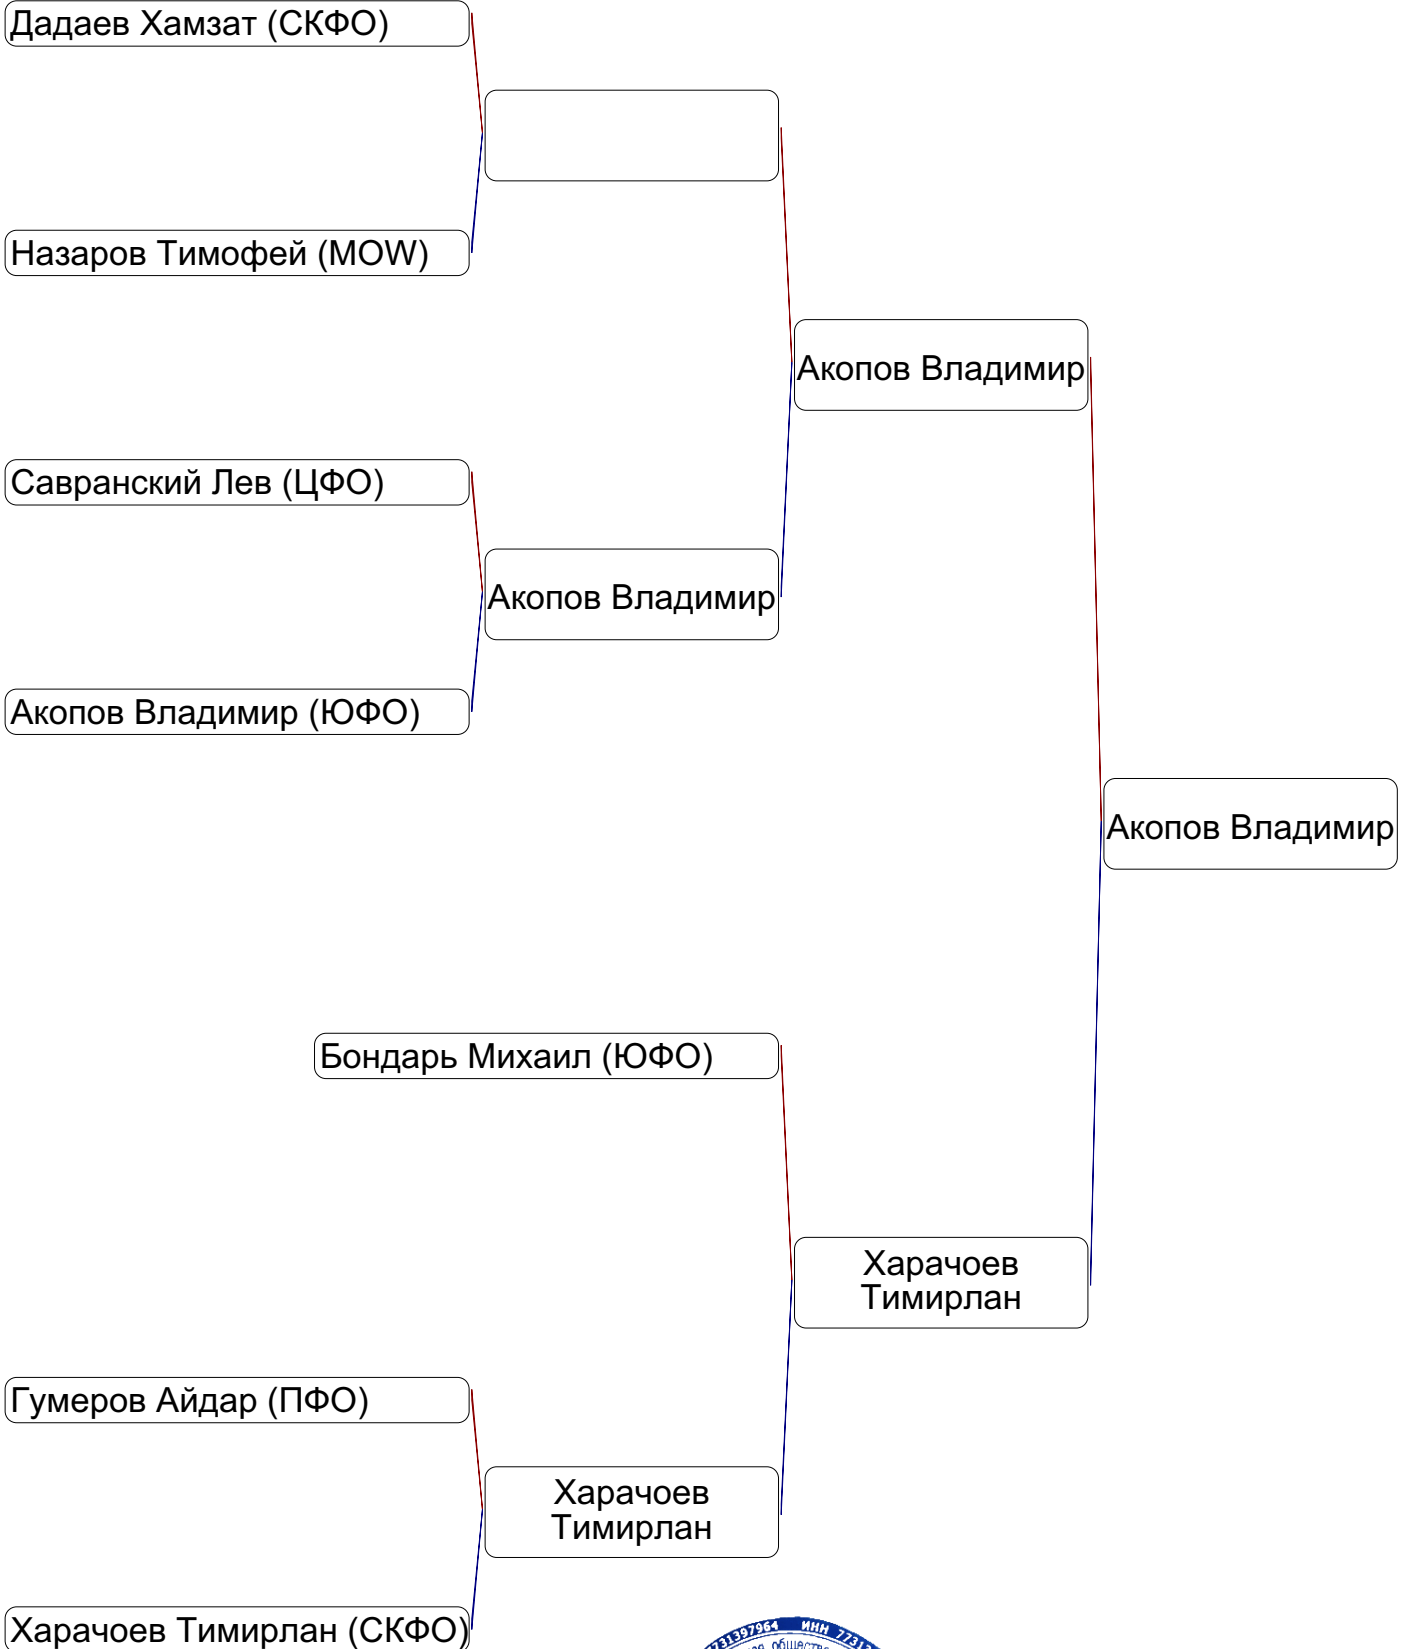 Дадаев Хамзат (СКФО)
Назаров Тимофей (MOW)
Акопов Владимир
Савранский Лев (ЦФО)
Акопов Владимир
Акопов Владимир (ЮФО)
Акопов Владимир
Бондарь Михаил (ЮФО)
Харачоев
Тимирлан
Гумеров Айдар (ПФО)
Харачоев
Тимирлан
Харачоев Тимирлан (СКФО)
ИНН